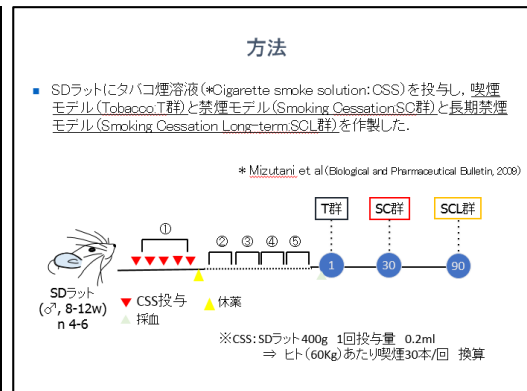 方法
■ SDラットにタバコ煙溶液(*Cigarette smoke solution:CSS)を投与し、喫煙
モデル(Tobacco:T群)と禁煙モデル(Smoking Cessation:SC群)と長期禁煙
モデル(Smoking Cessation Long-term:SCL群)を作製した.
* Mizutani et al(Biological and Pharmaceutical Bulletin, 2009)
T群 SC群 SCL群
① ② ③ ④ ⑤
1 30 90
SDラット
(♂, 8-12w)
n 4-6
CSS投与 休薬
採血
※CSS:SDラット400g 1回投与量 0.2ml
⇒ ヒト(60Kg)あたり喫煙30本/回 換算